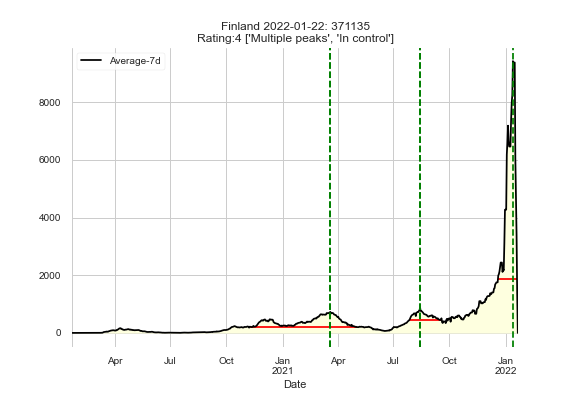 Finland 2022-01-22: 371135
Rating:4 ['Multiple peaks', 'In control']
Average-7d
8000
6000
4000
2000
0
Apr Jul Oct Jan Apr Jul Oct Jan
2021 2022
Date